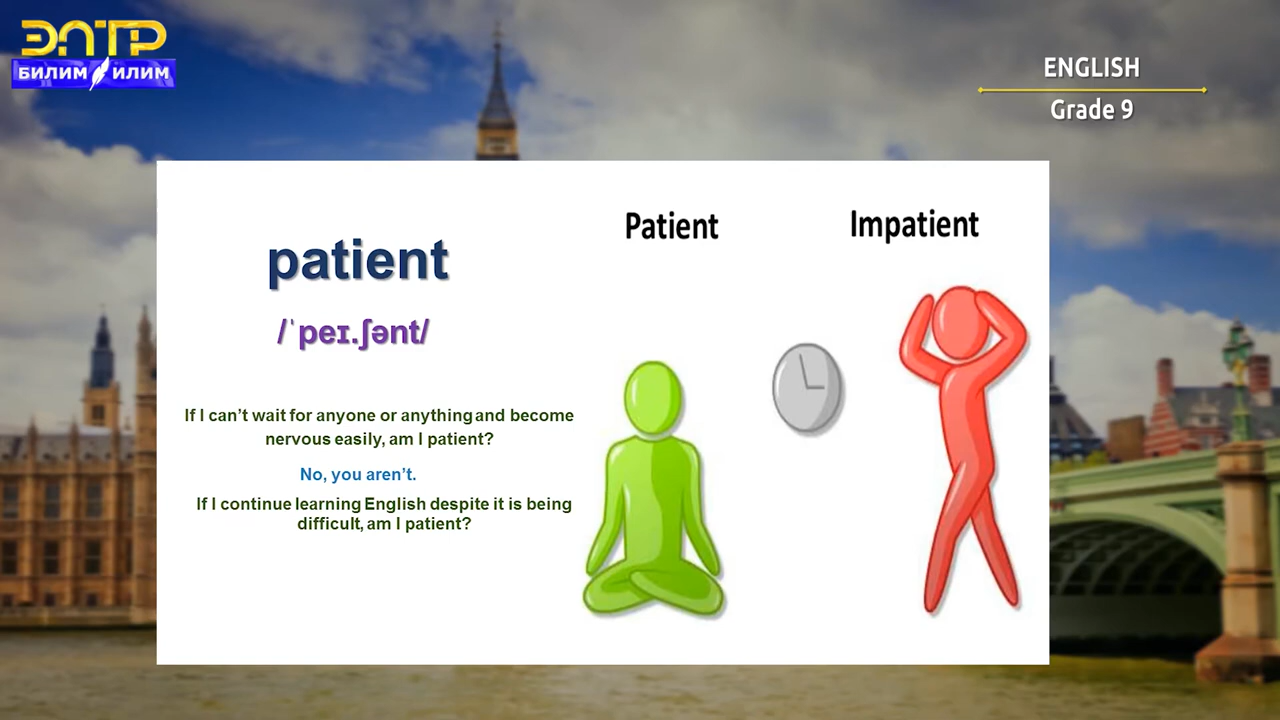 ЭЛТР
БИЛИМ ИЛИМ
ENGLISH
Grade 9
patient
/ˈpeɪ.ʃənt/
If I can’t wait for anyone or anything and become
nervous easily, am I patient?
No, you aren’t.
If I continue learning English despite it is being
difficult, am I patient?
Patient
Impatient